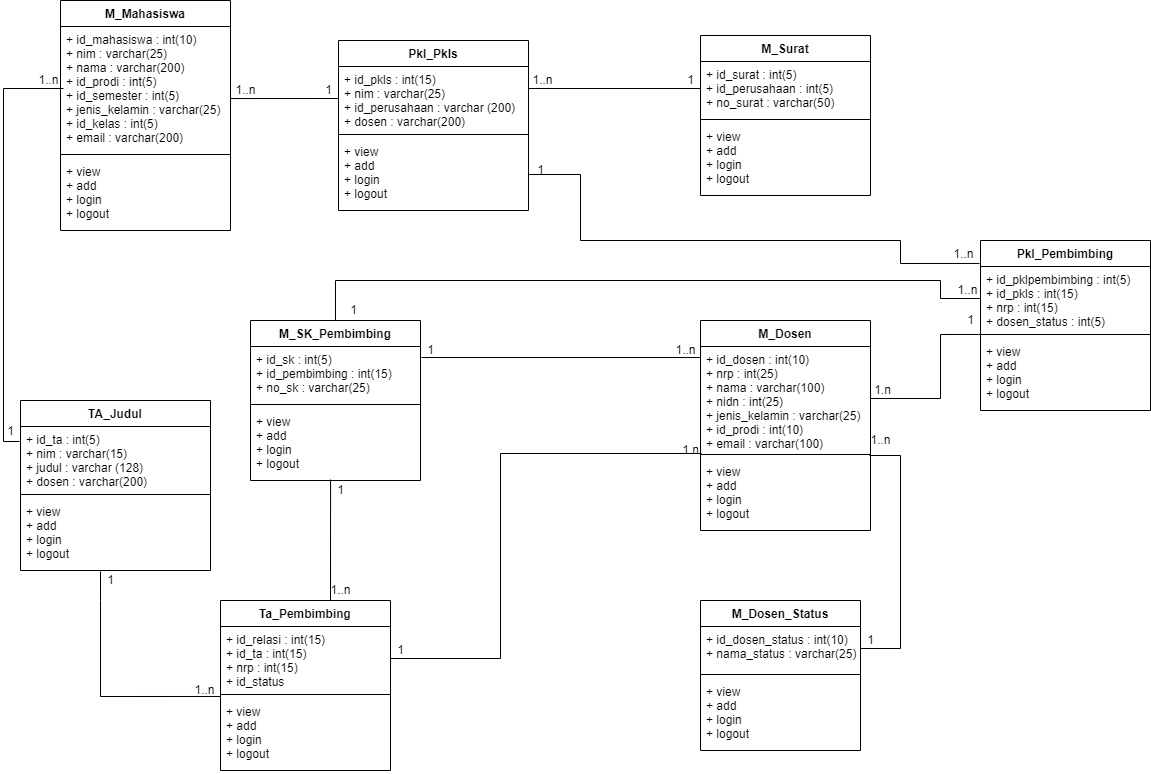 M_Mahasiswa
+ id_mahasiswa : int(10)
+ nim : varchar(25)
+ nama : varchar(200)
+ id_prodi : int(5)
+ id_semester : int(5)
+ jenis_kelamin : varchar(25)
+ id_kelas : int(5)
+ email : varchar(200)
+ view
+ add
+ login
+ logout
1..n
1..n
1
Pkl_Pkls
+ id_pkls : int(15)
+ nim : varchar(25)
+ id_perusahaan : varchar (200)
+ dosen : varchar(200)
+ view
+ add
+ login
+ logout
1..n
1
1
M_Surat
+ id_surat : int(5)
+ id_perusahaan : int(5)
+ no_surat : varchar(50)
+ view
+ add
+ login
+ logout
1..n
1..n
1
Pkl_Pembimbing
+ id_pklpembimbing : int(5)
+ id_pkls : int(15)
+ nrp : int(15)
+ dosen_status : int(5)
+ view
+ add
+ login
+ logout
1
M_SK_Pembimbing
+ id_sk : int(5)
+ id_pembimbing : int(15)
+ no_sk : varchar(25)
+ view
+ add
+ login
+ logout
1
1..n
1
M_Dosen
+ id_dosen : int(10)
+ nrp : int(25)
+ nama : varchar(100)
+ nidn : int(25)
+ jenis_kelamin : varchar(25)
+ id_prodi : int(10)
+ email : varchar(100)
+ view
+ add
+ login
+ logout
1.n
1..n
1.n
1
TA_Judul
+ id_ta : int(5)
+ nim : varchar(15)
+ judul : varchar (128)
+ dosen : varchar(200)
+ view
+ add
+ login
+ logout
1
1..n
1..n
Ta_Pembimbing
+ id_relasi : int(15)
+ id_ta : int(15)
+ nrp : int(15)
+ id_status
+ view
+ add
+ login
+ logout
1
M_Dosen_Status
+ id_dosen_status : int(10)
+ nama_status : varchar(25)
+ view
+ add
+ login
+ logout
1